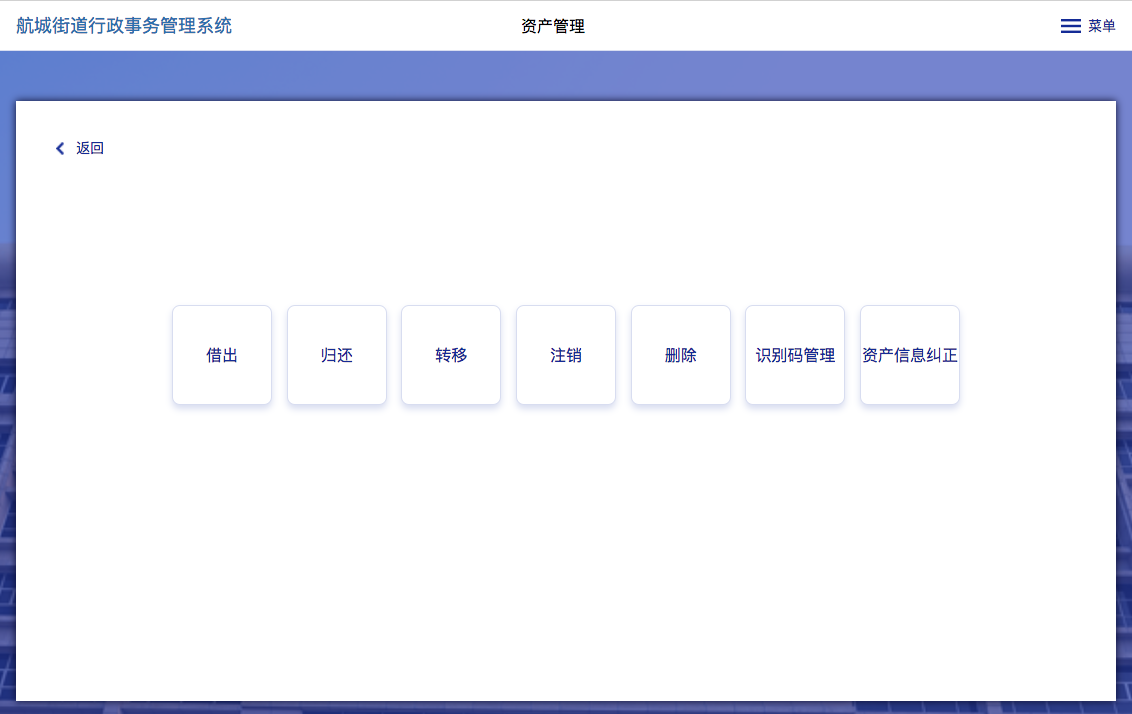 航城街道行政事务管理系统
资产管理
菜单
返回
借出
归还
转移
注销
删除
识别码管理
资产信息纠正